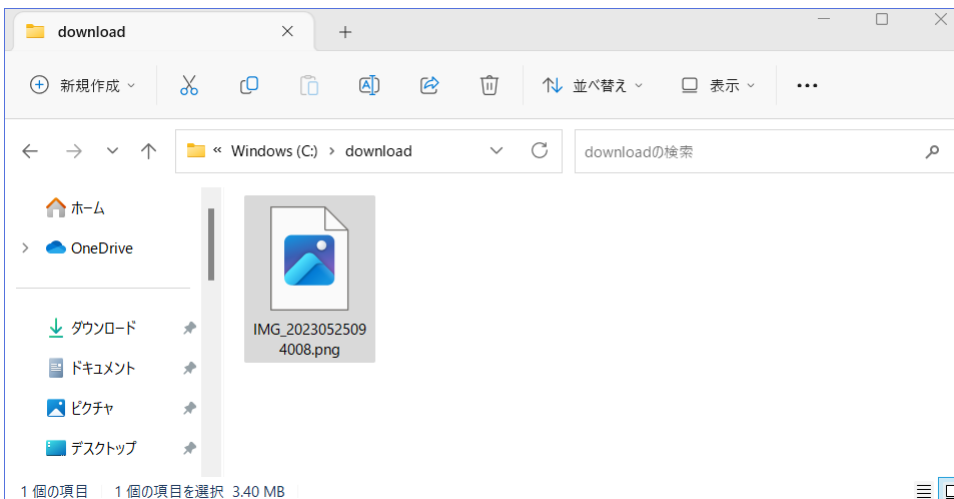 download
新規作成 並べ替え 表示
« Windows (C:) › download downloadの検索
ホーム
OneDrive
ダウンロード
ドキュメント
ピクチャ
デスクトップ
IMG_2023052509
4008.png
1 個の項目 1 個の項目を選択 3.40 MB